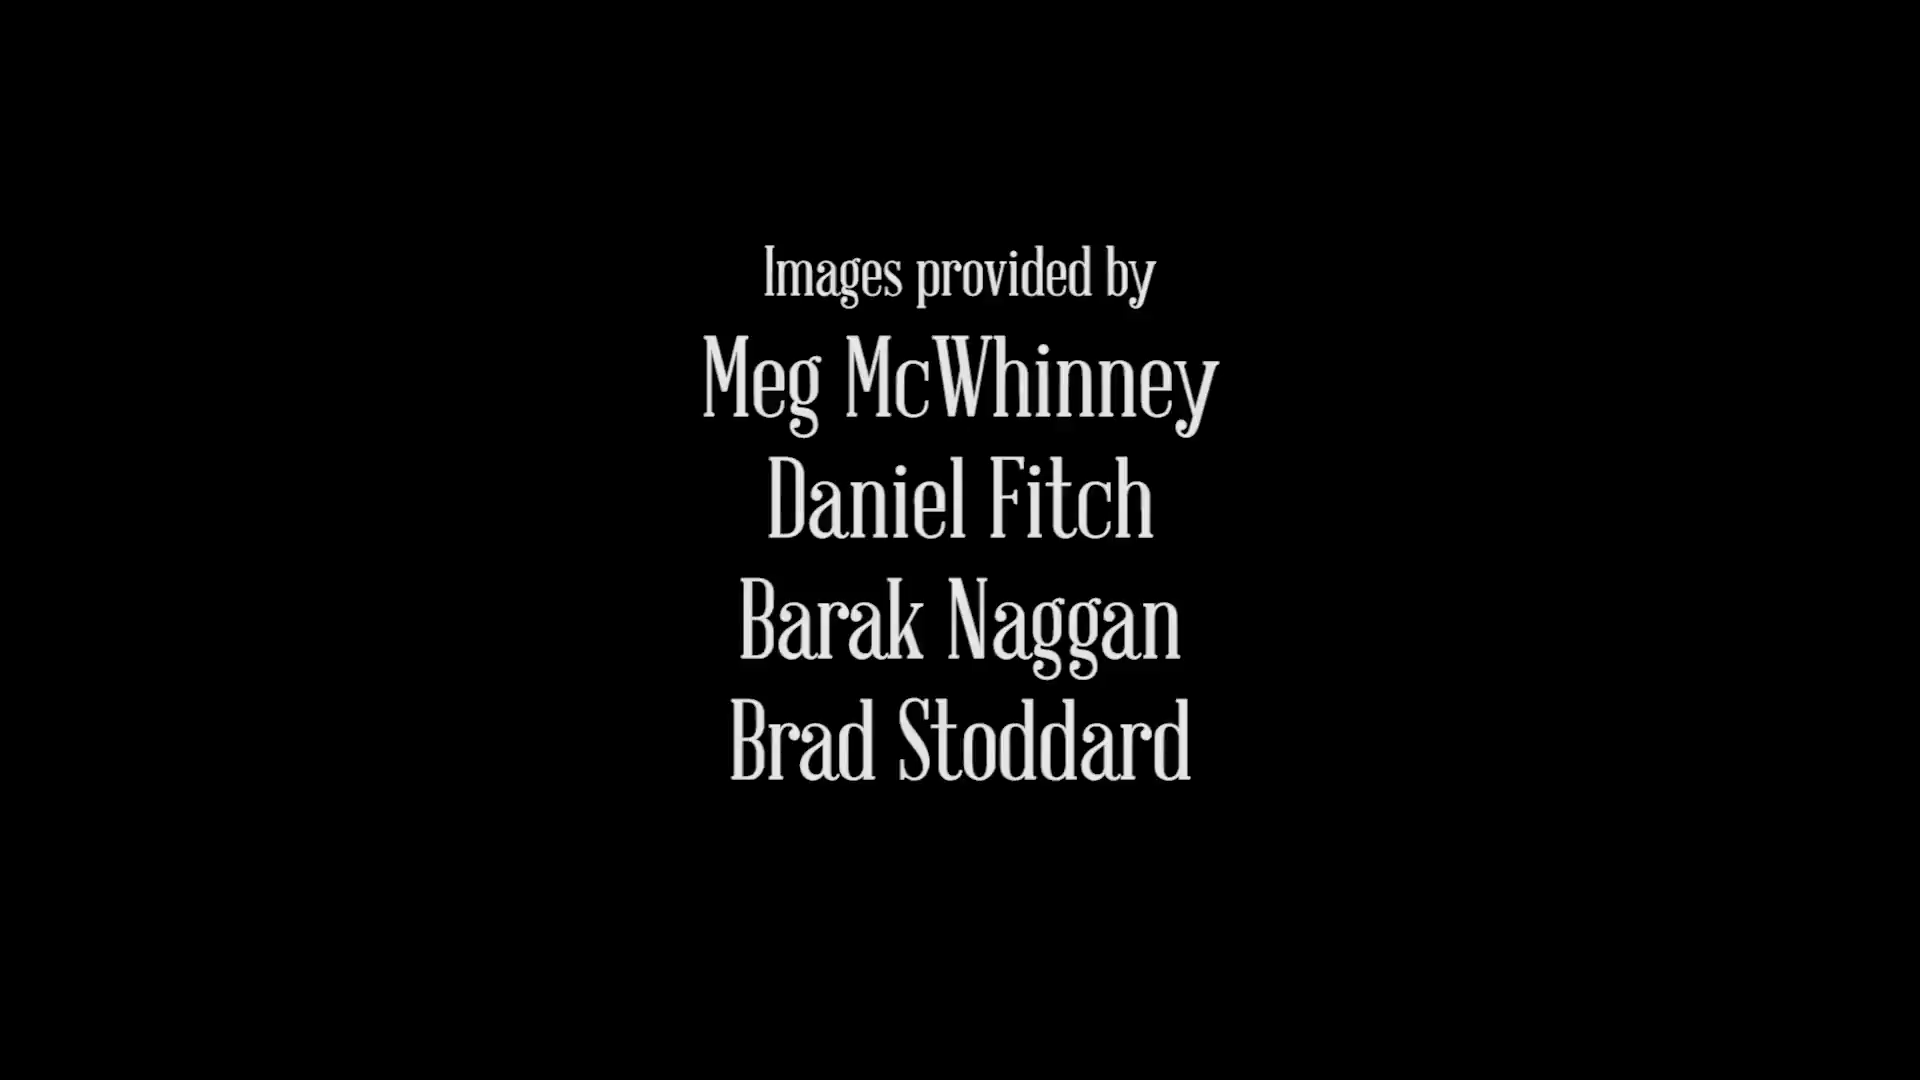 Images provided by
Meg McWhinney
Daniel Fitch
Barak Naggan
Brad Stoddard